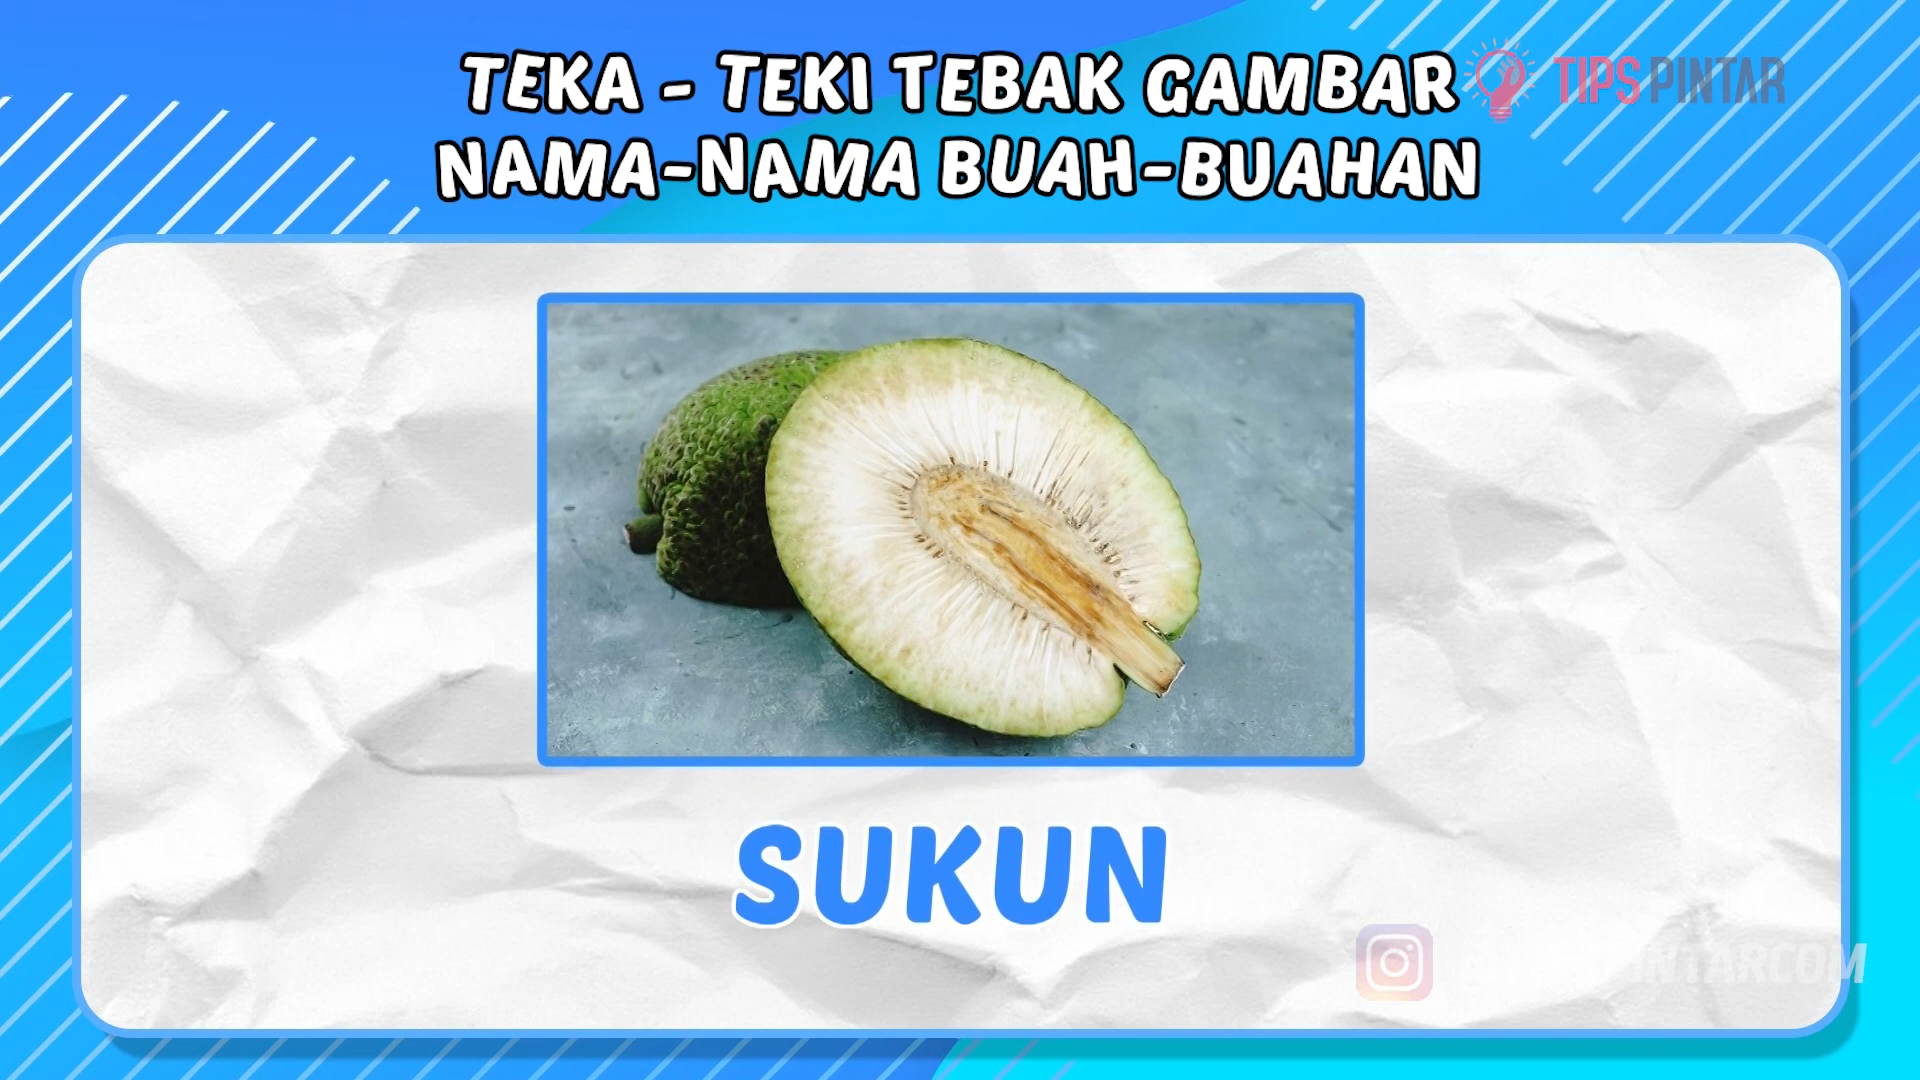 TEKA - TEKI TEBAK GAMBAR
NAMA-NAMA BUAH-BUAHAN
TIPS PINTAR
SUKUN